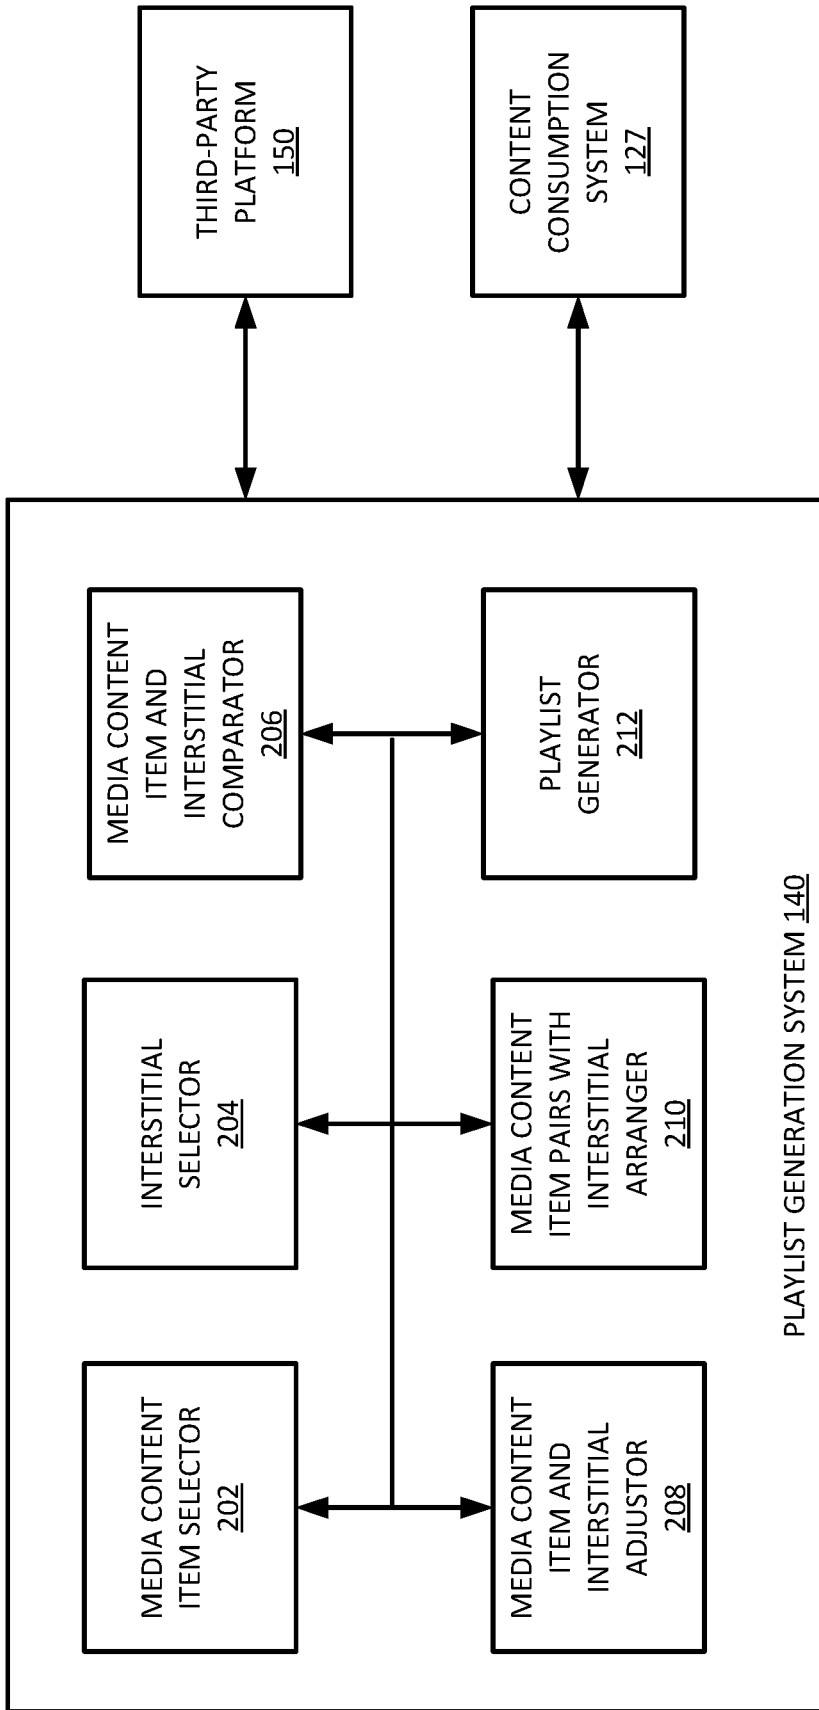 MEDIA CONTENT
ITEM SELECTOR
202
INTERSTITIAL
SELECTOR
204
MEDIA CONTENT
ITEM AND
INTERSTITIAL
COMPARATOR
206
THIRD-PARTY
PLATFORM
150
MEDIA CONTENT
ITEM AND
INTERSTITIAL
ADJUSTOR
208
MEDIA CONTENT
ITEM PAIRS WITH
INTERSTITIAL
ARRANGER
210
PLAYLIST
GENERATOR
212
CONTENT
CONSUMPTION
SYSTEM
127
PLAYLIST GENERATION SYSTEM 140